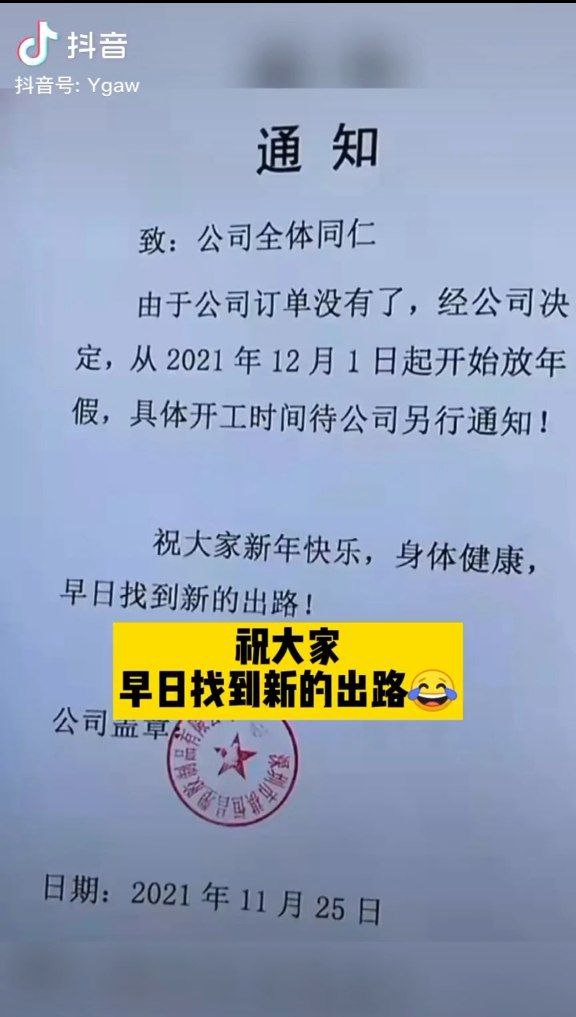 抖音
抖音号: Ygaw
通 知
致：公司全体同仁
由于公司订单没有了，经公司决
定，从 2021 年 12 月 1 日起开始放年
假，具体开工时间待公司另行通知！
祝大家新年快乐，身体健康，
早日找到新的出路！
祝大家
早日找到新的出路😂
公司盖章
日期：2021 年 11 月 25 日